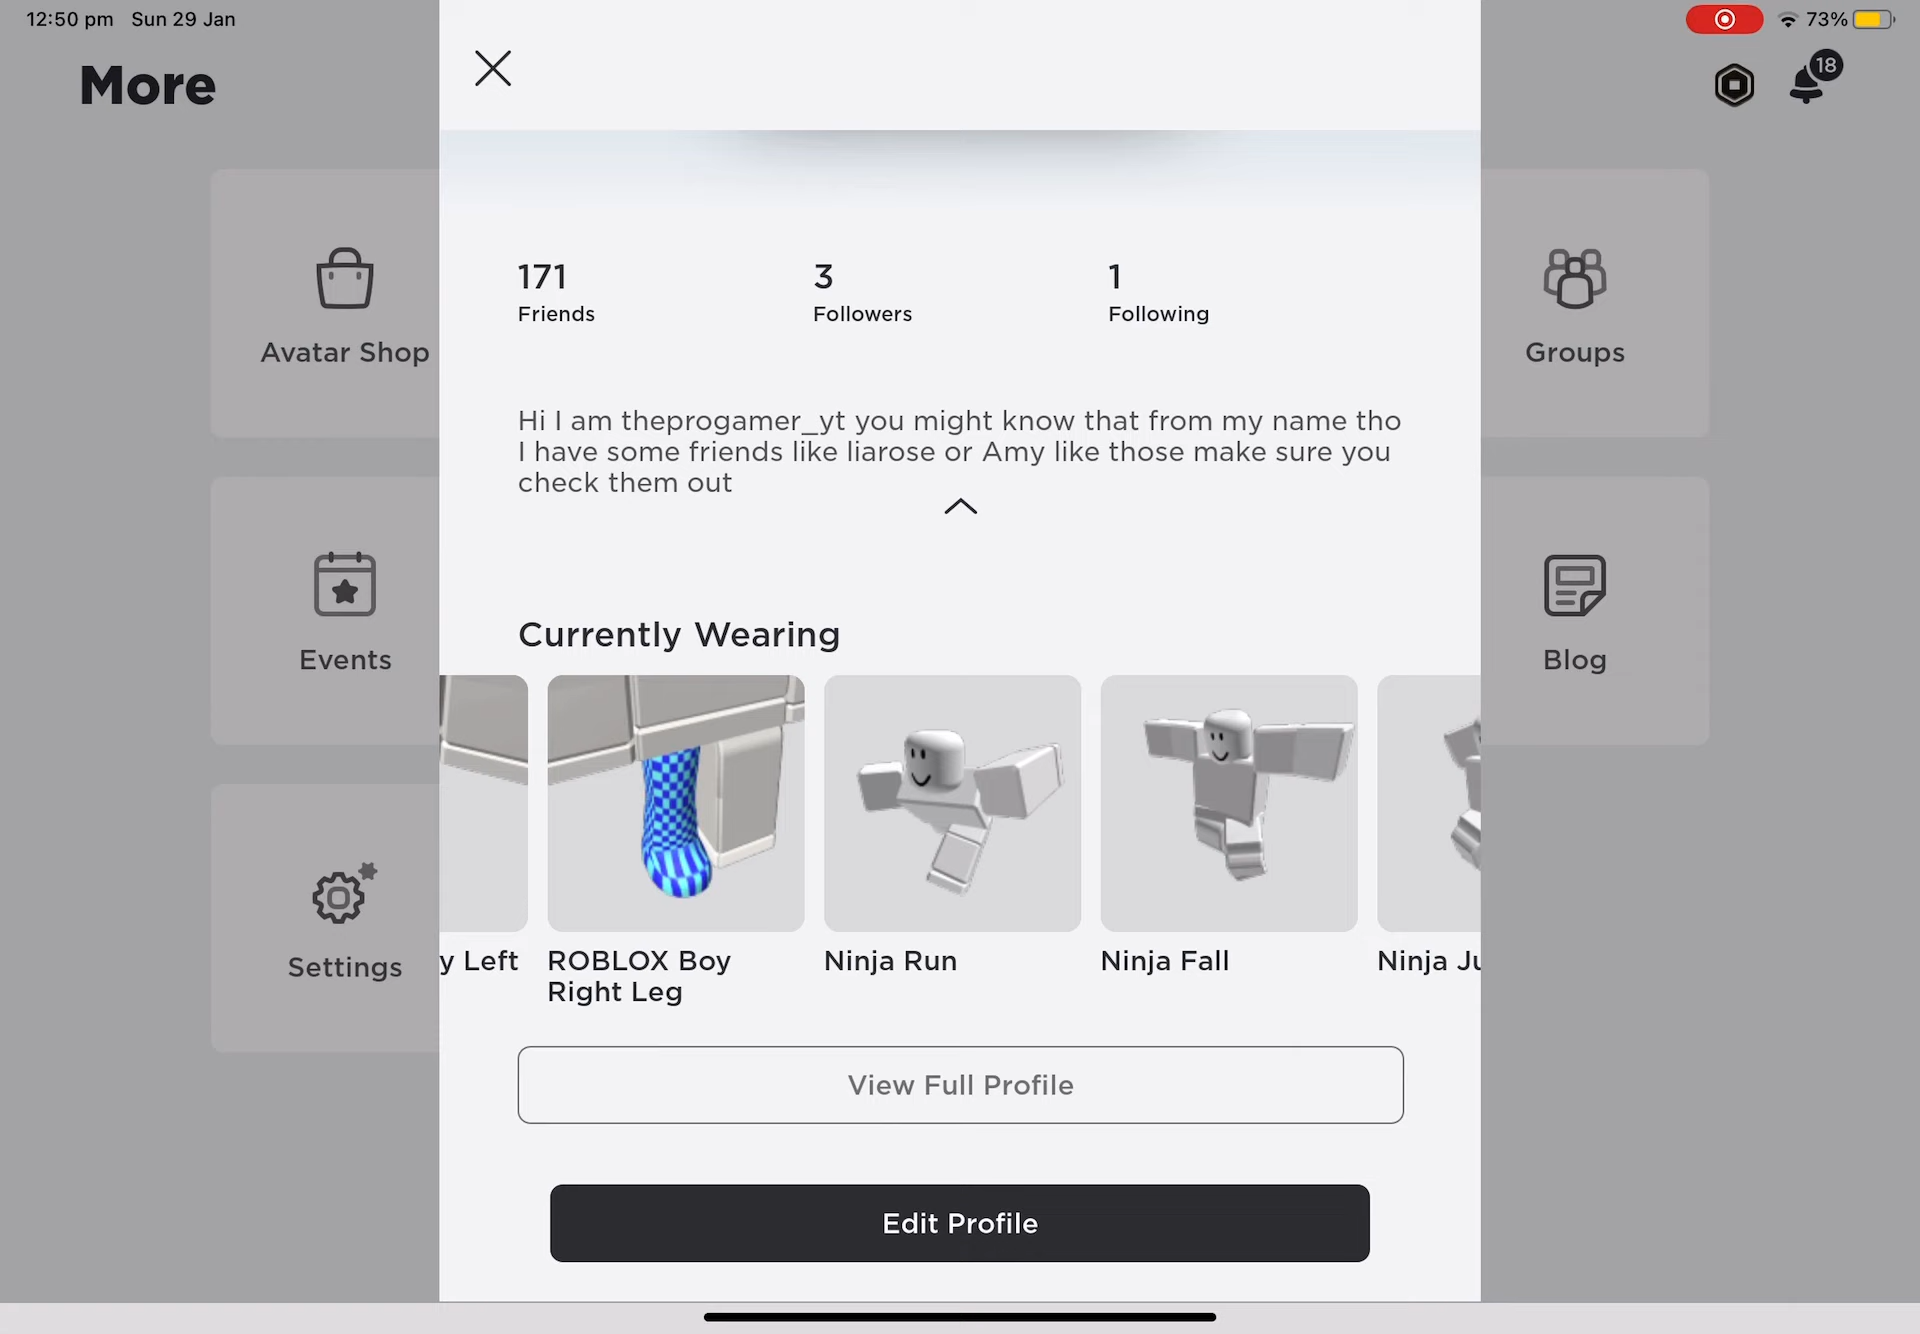 12:50 pm Sun 29 Jan
73%
More
18
Avatar Shop
Groups
Events
Blog
Settings
171
Friends
3
Followers
1
Following
Hi I am theprogamer_yt you might know that from my name tho
I have some friends like liarose or Amy like those make sure you
check them out
Currently Wearing
y Left
ROBLOX Boy
Right Leg
Ninja Run
Ninja Fall
Ninja Ju
View Full Profile
Edit Profile